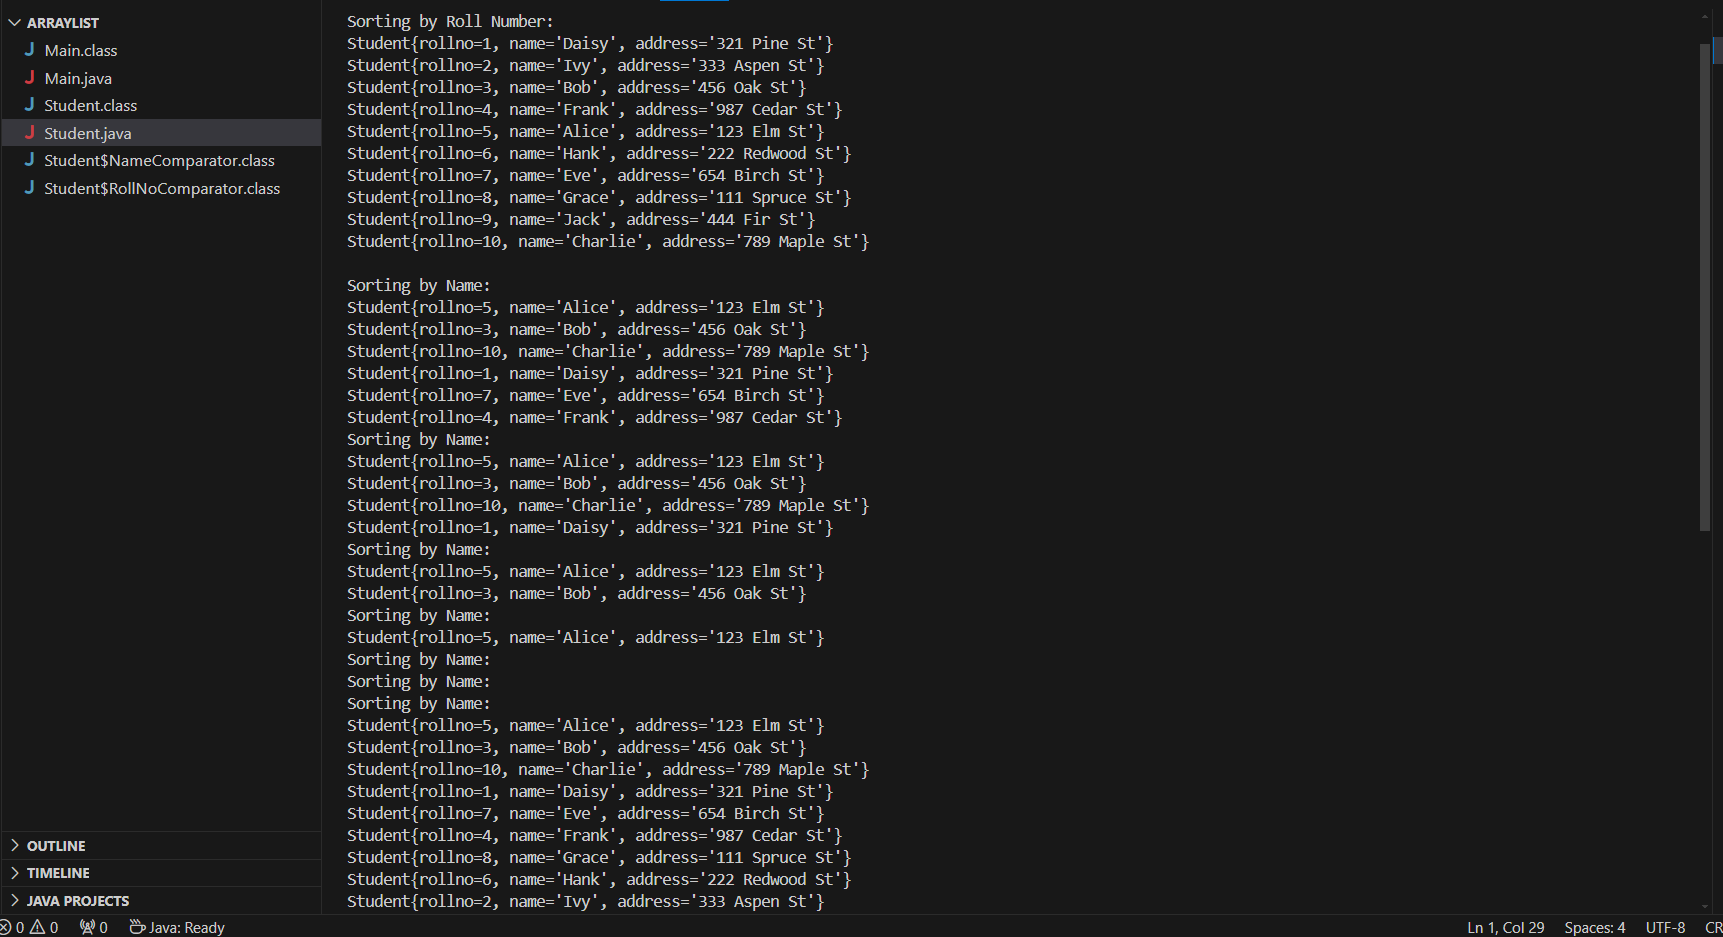 ARRAYLIST
J Main.class
J Main.java
J Student.class
J Student.java
J Student$NameComparator.class
J Student$RollNoComparator.class
OUTLINE
TIMELINE
JAVA PROJECTS
Sorting by Roll Number:
Student{rollno=1, name='Daisy', address='321 Pine St'}
Student{rollno=2, name='Ivy', address='333 Aspen St'}
Student{rollno=3, name='Bob', address='456 Oak St'}
Student{rollno=4, name='Frank', address='987 Cedar St'}
Student{rollno=5, name='Alice', address='123 Elm St'}
Student{rollno=6, name='Hank', address='222 Redwood St'}
Student{rollno=7, name='Eve', address='654 Birch St'}
Student{rollno=8, name='Grace', address='111 Spruce St'}
Student{rollno=9, name='Jack', address='444 Fir St'}
Student{rollno=10, name='Charlie', address='789 Maple St'}
Sorting by Name:
Student{rollno=5, name='Alice', address='123 Elm St'}
Student{rollno=3, name='Bob', address='456 Oak St'}
Student{rollno=10, name='Charlie', address='789 Maple St'}
Student{rollno=1, name='Daisy', address='321 Pine St'}
Student{rollno=7, name='Eve', address='654 Birch St'}
Student{rollno=4, name='Frank', address='987 Cedar St'}
Sorting by Name:
Student{rollno=5, name='Alice', address='123 Elm St'}
Student{rollno=3, name='Bob', address='456 Oak St'}
Student{rollno=10, name='Charlie', address='789 Maple St'}
Student{rollno=1, name='Daisy', address='321 Pine St'}
Sorting by Name:
Student{rollno=5, name='Alice', address='123 Elm St'}
Student{rollno=3, name='Bob', address='456 Oak St'}
Sorting by Name:
Student{rollno=5, name='Alice', address='123 Elm St'}
Sorting by Name:
Sorting by Name:
Sorting by Name:
Student{rollno=5, name='Alice', address='123 Elm St'}
Student{rollno=3, name='Bob', address='456 Oak St'}
Student{rollno=10, name='Charlie', address='789 Maple St'}
Student{rollno=1, name='Daisy', address='321 Pine St'}
Student{rollno=7, name='Eve', address='654 Birch St'}
Student{rollno=4, name='Frank', address='987 Cedar St'}
Student{rollno=8, name='Grace', address='111 Spruce St'}
Student{rollno=6, name='Hank', address='222 Redwood St'}
Student{rollno=2, name='Ivy', address='333 Aspen St'}
0 0 0 Java: Ready Ln 1, Col 29 Spaces: 4 UTF-8 CR